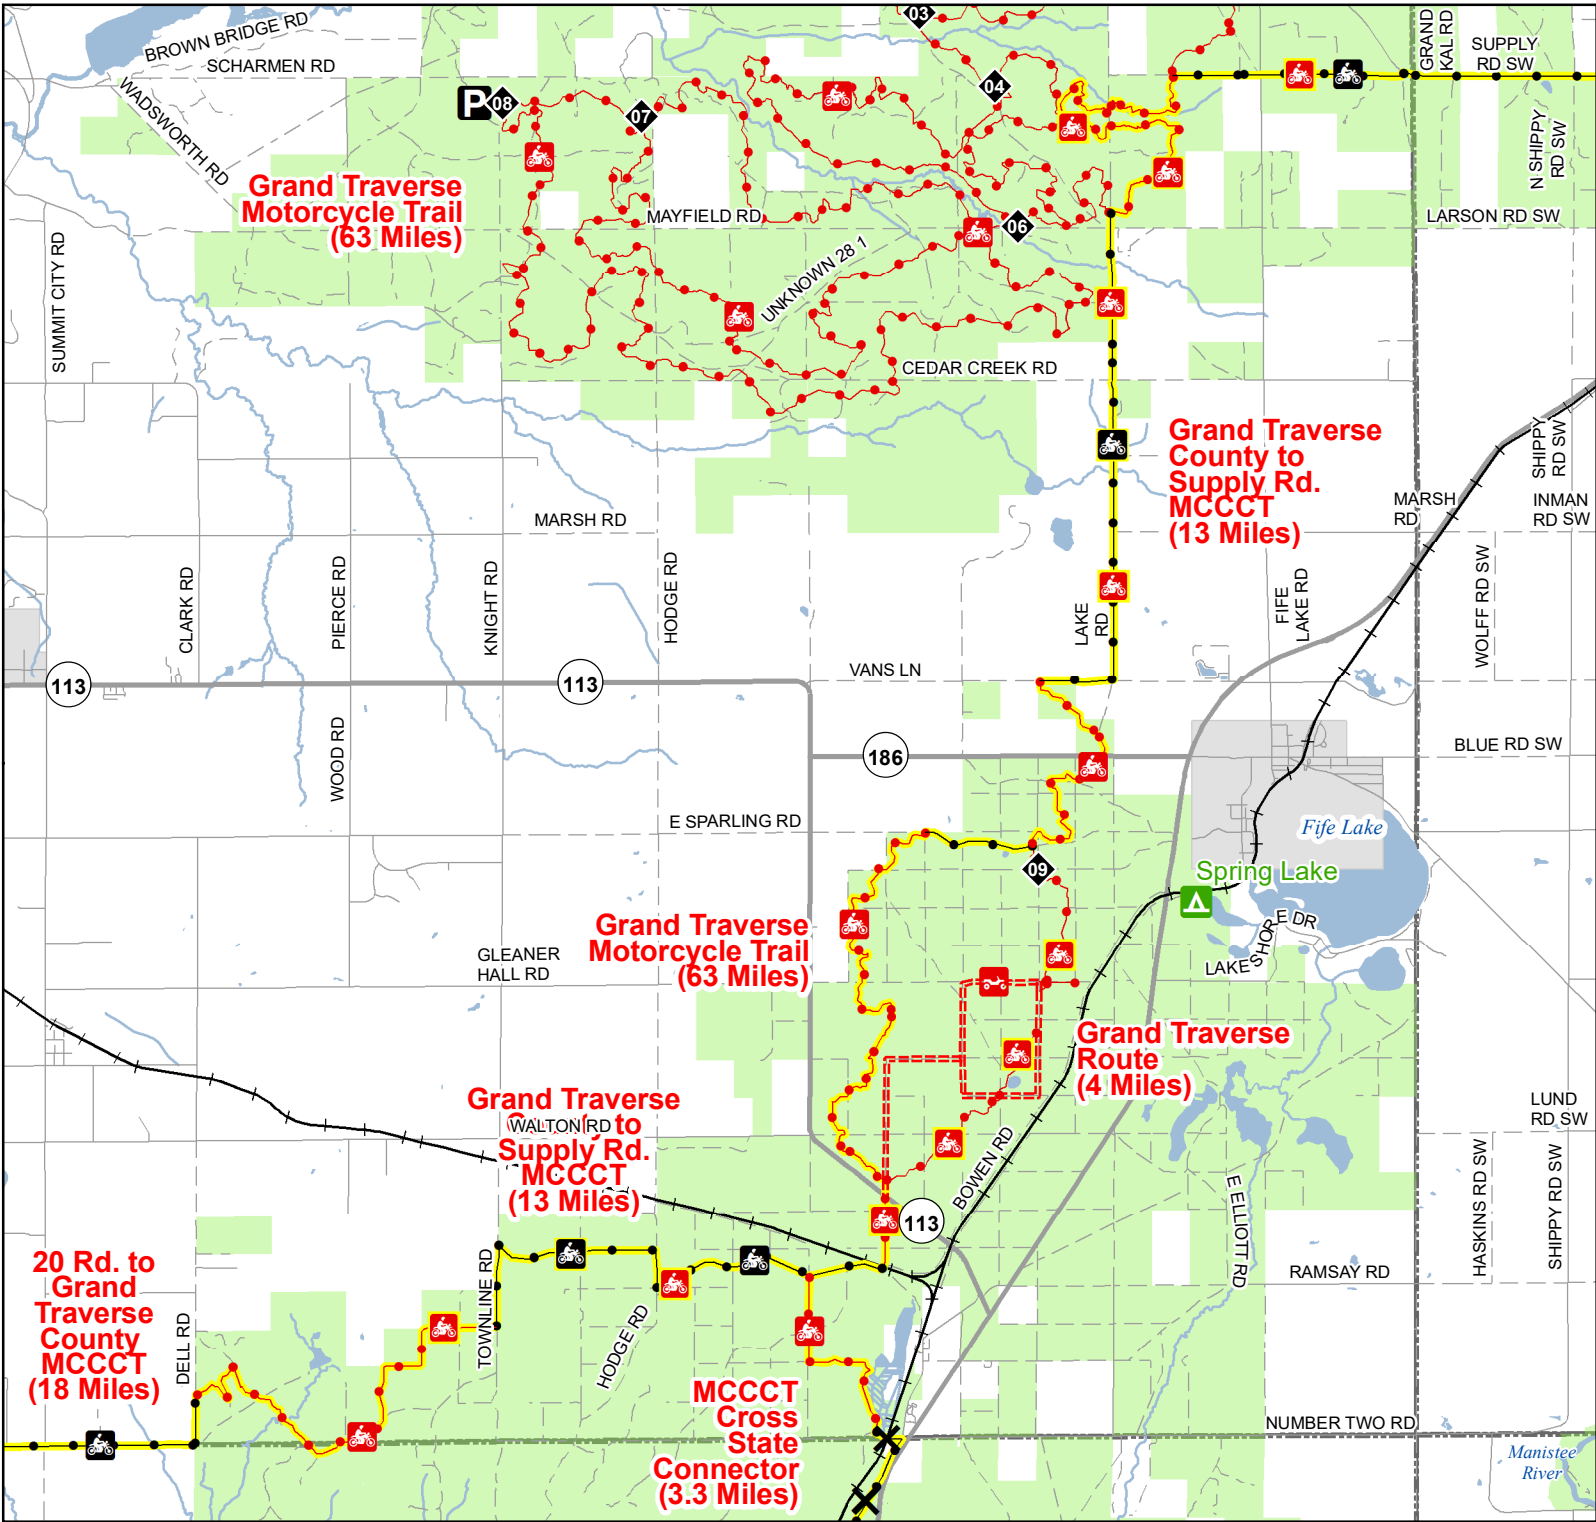 BROWN BRIDGE RD
SCHARMEN RD
WADSWORTH RD
03
04
P
08
07
GRAND
KAL RD
SUPPLY
RD SW
N SHIPPY
RD SW
Grand Traverse
Motorcycle Trail
(63 Miles)
MAYFIELD RD
06
LARSON RD SW
SUMMIT CITY RD
UNKNOWN 28 1
CEDAR CREEK RD
Grand Traverse
County to
Supply Rd.
MCCCT
(13 Miles)
SHIPPY
RD SW
MARSH
RD
INMAN
RD SW
MARSH RD
CLARK RD
PIERCE RD
KNIGHT RD
HODGE RD
LAKE
RD
FIFE
LAKE RD
WOLFF RD SW
113
113
VANS LN
WOOD RD
186
BLUE RD SW
E SPARLING RD
Fife Lake
09
Spring Lake
LAKESHORE DR
Grand Traverse
Motorcycle Trail
(63 Miles)
GLEANER
HALL RD
Grand Traverse
Route
(4 Miles)
Grand Traverse
County to
WALTON RD
Supply Rd.
MCCCT
(13 Miles)
BOWEN RD
113
LUND
RD SW
E ELLIOTT RD
HASKINS RD SW
SHIPPY RD SW
RAMSAY RD
20 Rd. to
Grand
Traverse
County
MCCCT
(18 Miles)
DELL RD
TOWNLINE RD
HODGE RD
MCCCT
Cross
State
Connector
(3.3 Miles)
NUMBER TWO RD
Manistee
River